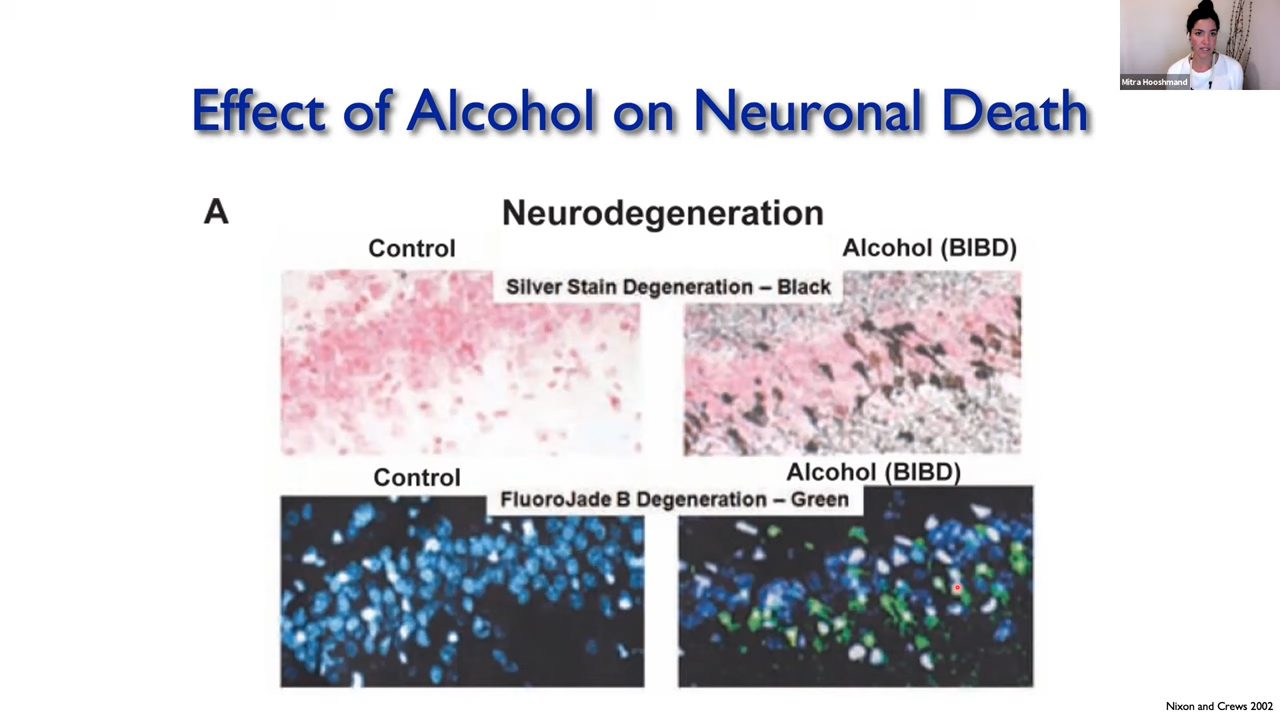 Mitra Hooshmand
Effect of Alcohol on Neuronal Death
A
Neurodegeneration
Control
Alcohol (BIBD)
Silver Stain Degeneration – Black
Control
Alcohol (BIBD)
FluoroJade B Degeneration – Green
Nixon and Crews 2002